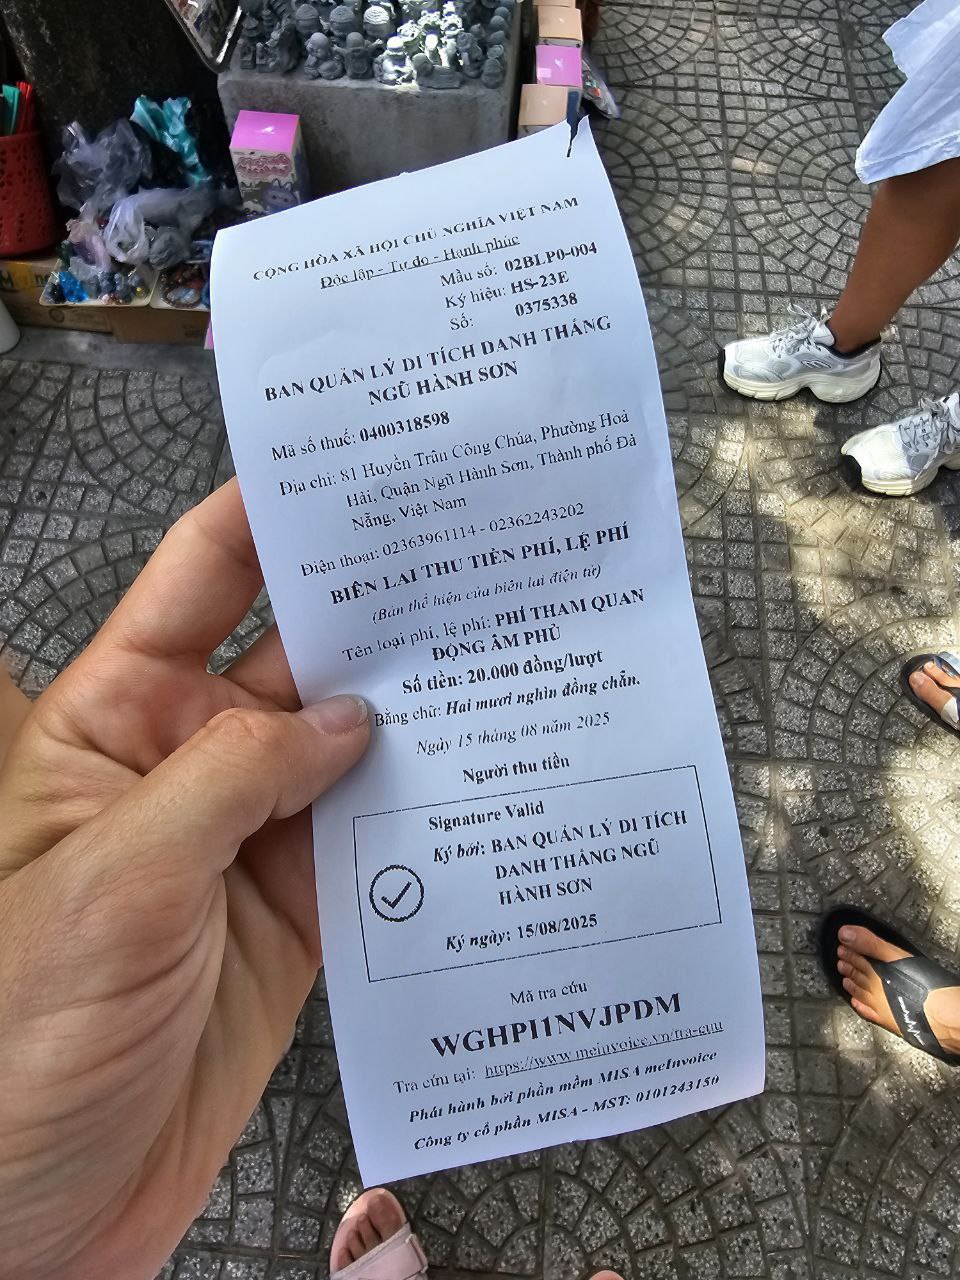 CỘNG HÒA XÃ HỘI CHỦ NGHĨA VIỆT NAM
Độc lập - Tự do - Hạnh phúc
Mẫu số: 02BLP0-004
Ký hiệu: HS-23E
Số: 0375338
BAN QUẢN LÝ DI TÍCH DANH THẮNG
NGŨ HÀNH SƠN
Mã số thuế: 0400318598
Địa chỉ: 81 Huyền Trân Công Chúa, Phường Hoà
Hải, Quận Ngũ Hành Sơn, Thành phố Đà
Nẵng, Việt Nam
Điện thoại: 02363961114 - 02362243202
BIÊN LAI THU TIỀN PHÍ, LỆ PHÍ
(Bản thể hiện của biên lai điện tử)
Tên loại phí, lệ phí: PHÍ THAM QUAN
ĐỘNG ÂM PHỦ
Số tiền: 20.000 đồng/lượt
Bằng chữ: Hai mươi nghìn đồng chẵn.
Ngày 15 tháng 08 năm 2025
Người thu tiền
Signature Valid
Ký bởi: BAN QUẢN LÝ DI TÍCH
DANH THẮNG NGŨ
HÀNH SƠN
Ký ngày: 15/08/2025
Mã tra cứu
WGHPI1NVJPDM
Tra cứu tại: https://www.meinvoice.vn/tra-cuu
Phát hành bởi phần mềm MISA meInvoice
Công ty cổ phần MISA - MST: 0101243150